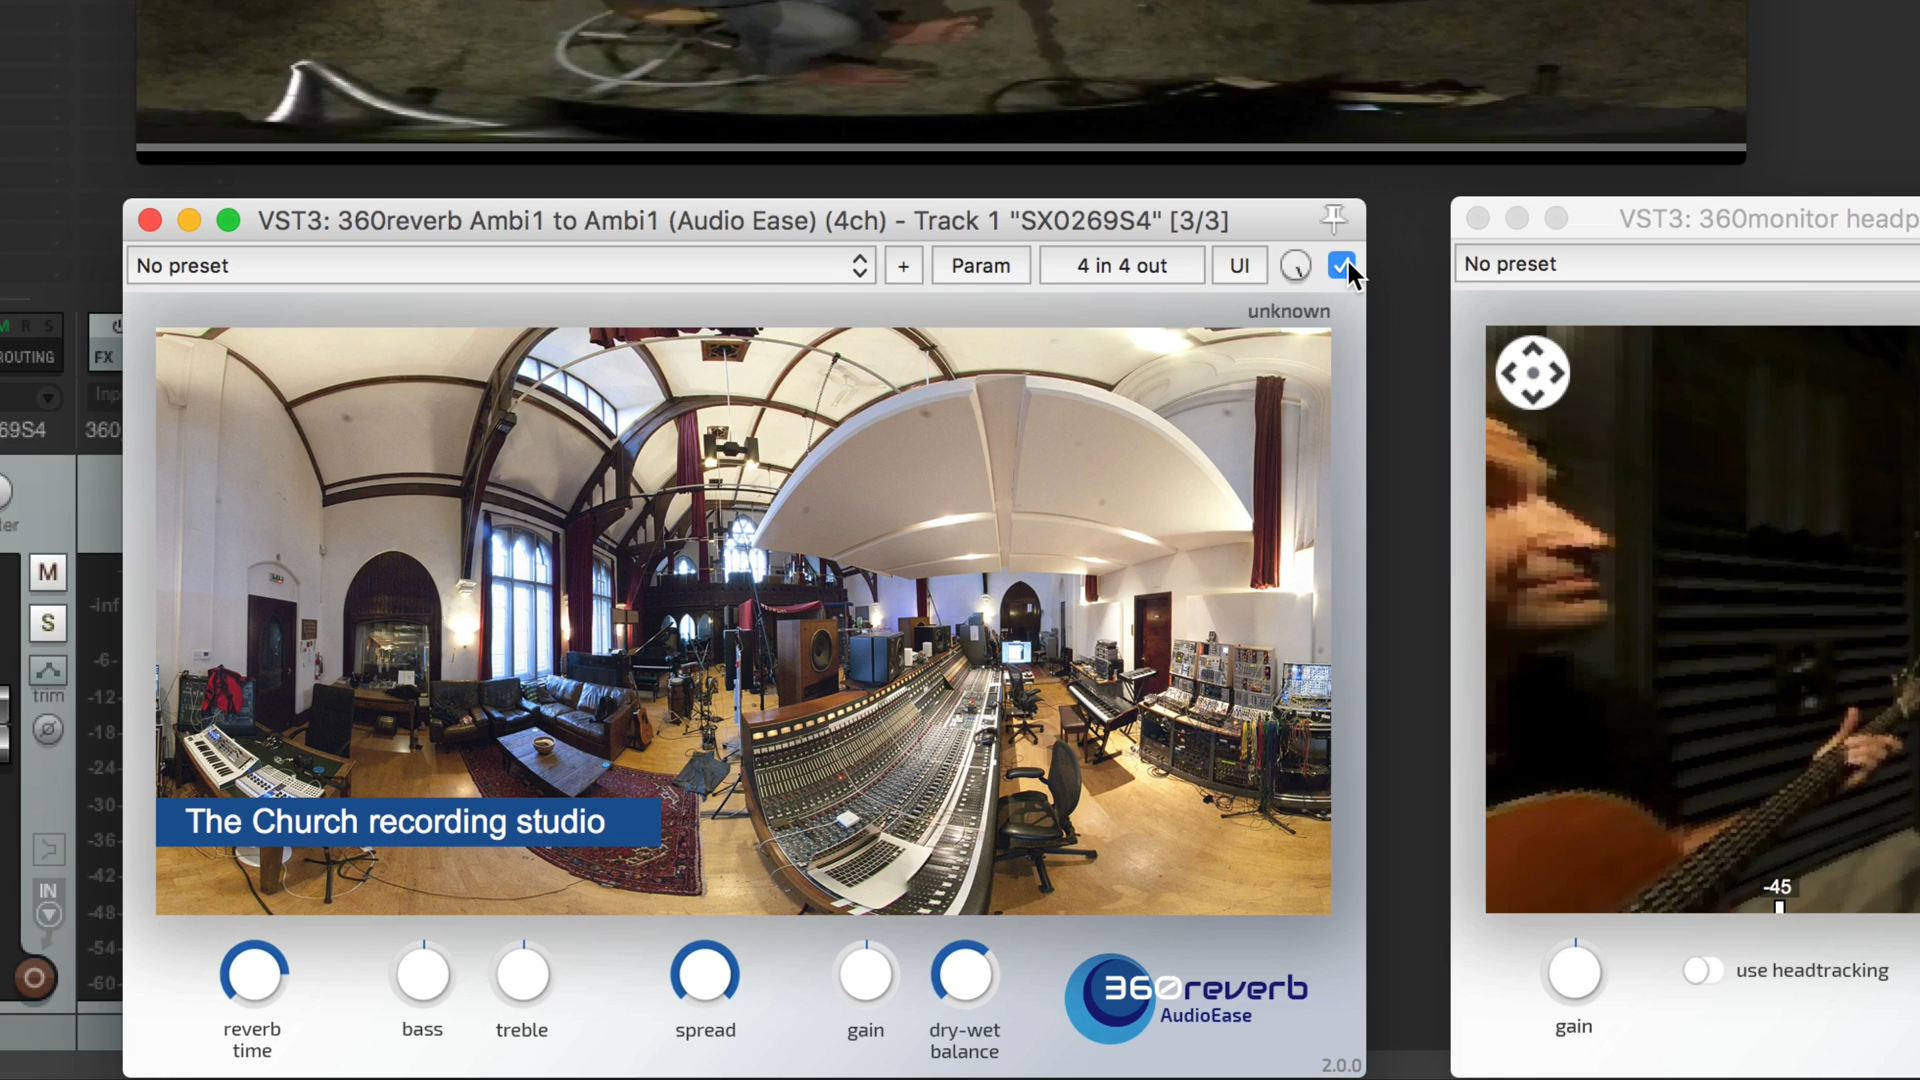 VST3: 360reverb Ambi1 to Ambi1 (Audio Ease) (4ch) - Track 1 "SX0269S4" [3/3]
No preset
+
Param
4 in 4 out
UI
unknown
The Church recording studio
reverb
time
bass
treble
spread
gain
dry-wet
balance
360reverb
AudioEase
2.0.0
VST3: 360monitor headp
No preset
-45
gain
use headtracking
M R S
ROUTING
FX
Inp
69S4
360
ter
M
S
trim
IN
-inf
-6-
-12-
-18-
-24-
-30-
-36-
-42-
-48-
-54-
-60-